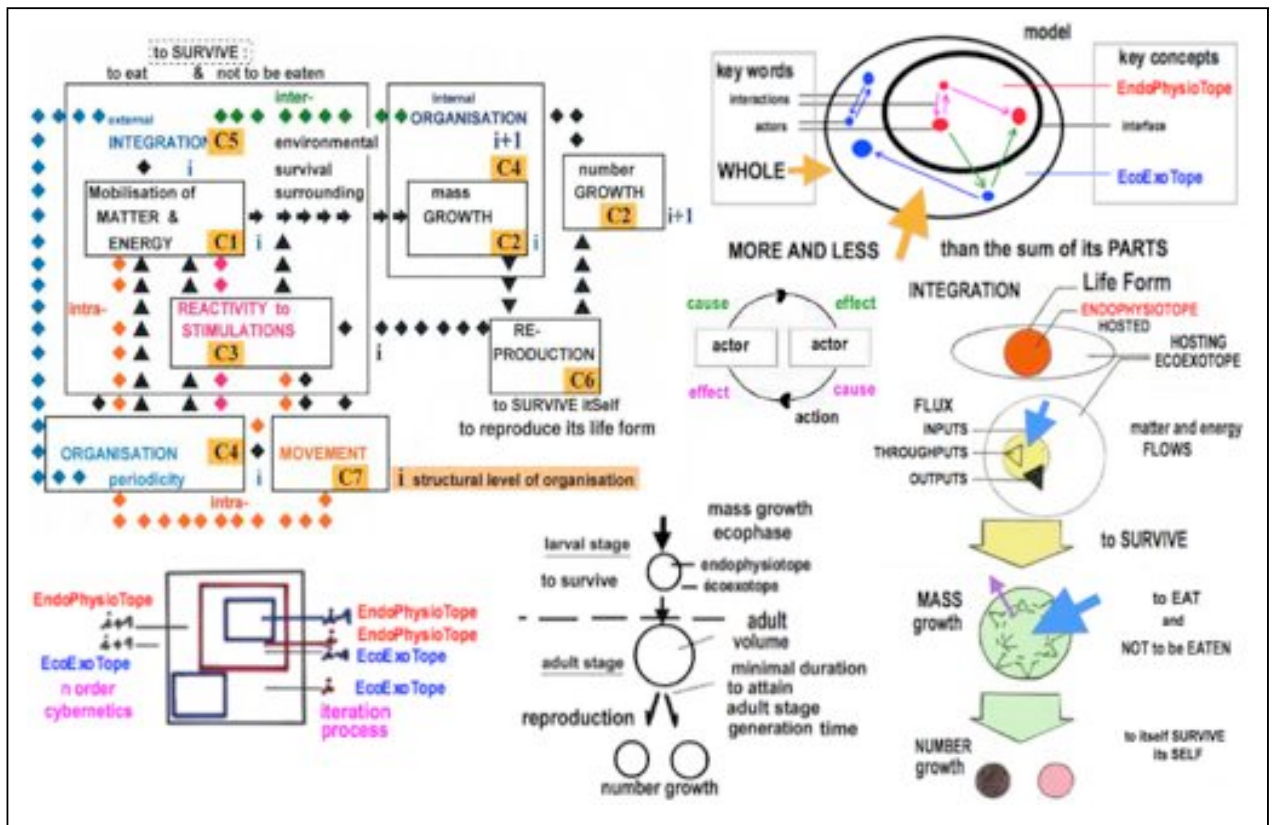 to SURVIVE :
to eat & not to be eaten
inter-
external
INTEGRATION C5
i
environmental
survival
surrounding
internal
ORGANISATION
i+1
C4
Mobilisation of
MATTER &
ENERGY C1
i
mass
GROWTH
C2
i
number
GROWTH
C2
i+1
intra-
REACTIVITY to
STIMULATIONS
C3
i
RE-
PRODUCTION
C6
to SURVIVE itSelf
to reproduce its life form
ORGANISATION C4
periodicity
i
MOVEMENT
C7
i structural level of organisation
intra-
model
key words
interactions
actors
key concepts
EndoPhysioTope
interface
EcoExoTope
WHOLE
MORE AND LESS than the sum of its PARTS
cause effect
actor actor
effect cause
action
INTEGRATION
Life Form
ENDOPHYSIOTOPE
HOSTED
HOSTING
ECOEXOTOPE
FLUX
INPUTS
THROUGHPUTS
OUTPUTS
matter and energy
FLOWS
to SURVIVE
MASS
growth
to EAT
and
NOT to be EATEN
NUMBER
growth
to itself SURVIVE
its SELF
EndoPhysioTope
i+1
i+1
EcoExoTope
n order
cybernetics
EndoPhysioTope
i EndoPhysioTope
EcoExoTope
i EcoExoTope
iteration
process
mass growth
ecophase
larval stage
to survive
endophysiotope
écoexotope
adult
volume
adult stage
minimal duration
to attain
adult stage
generation time
reproduction
number growth